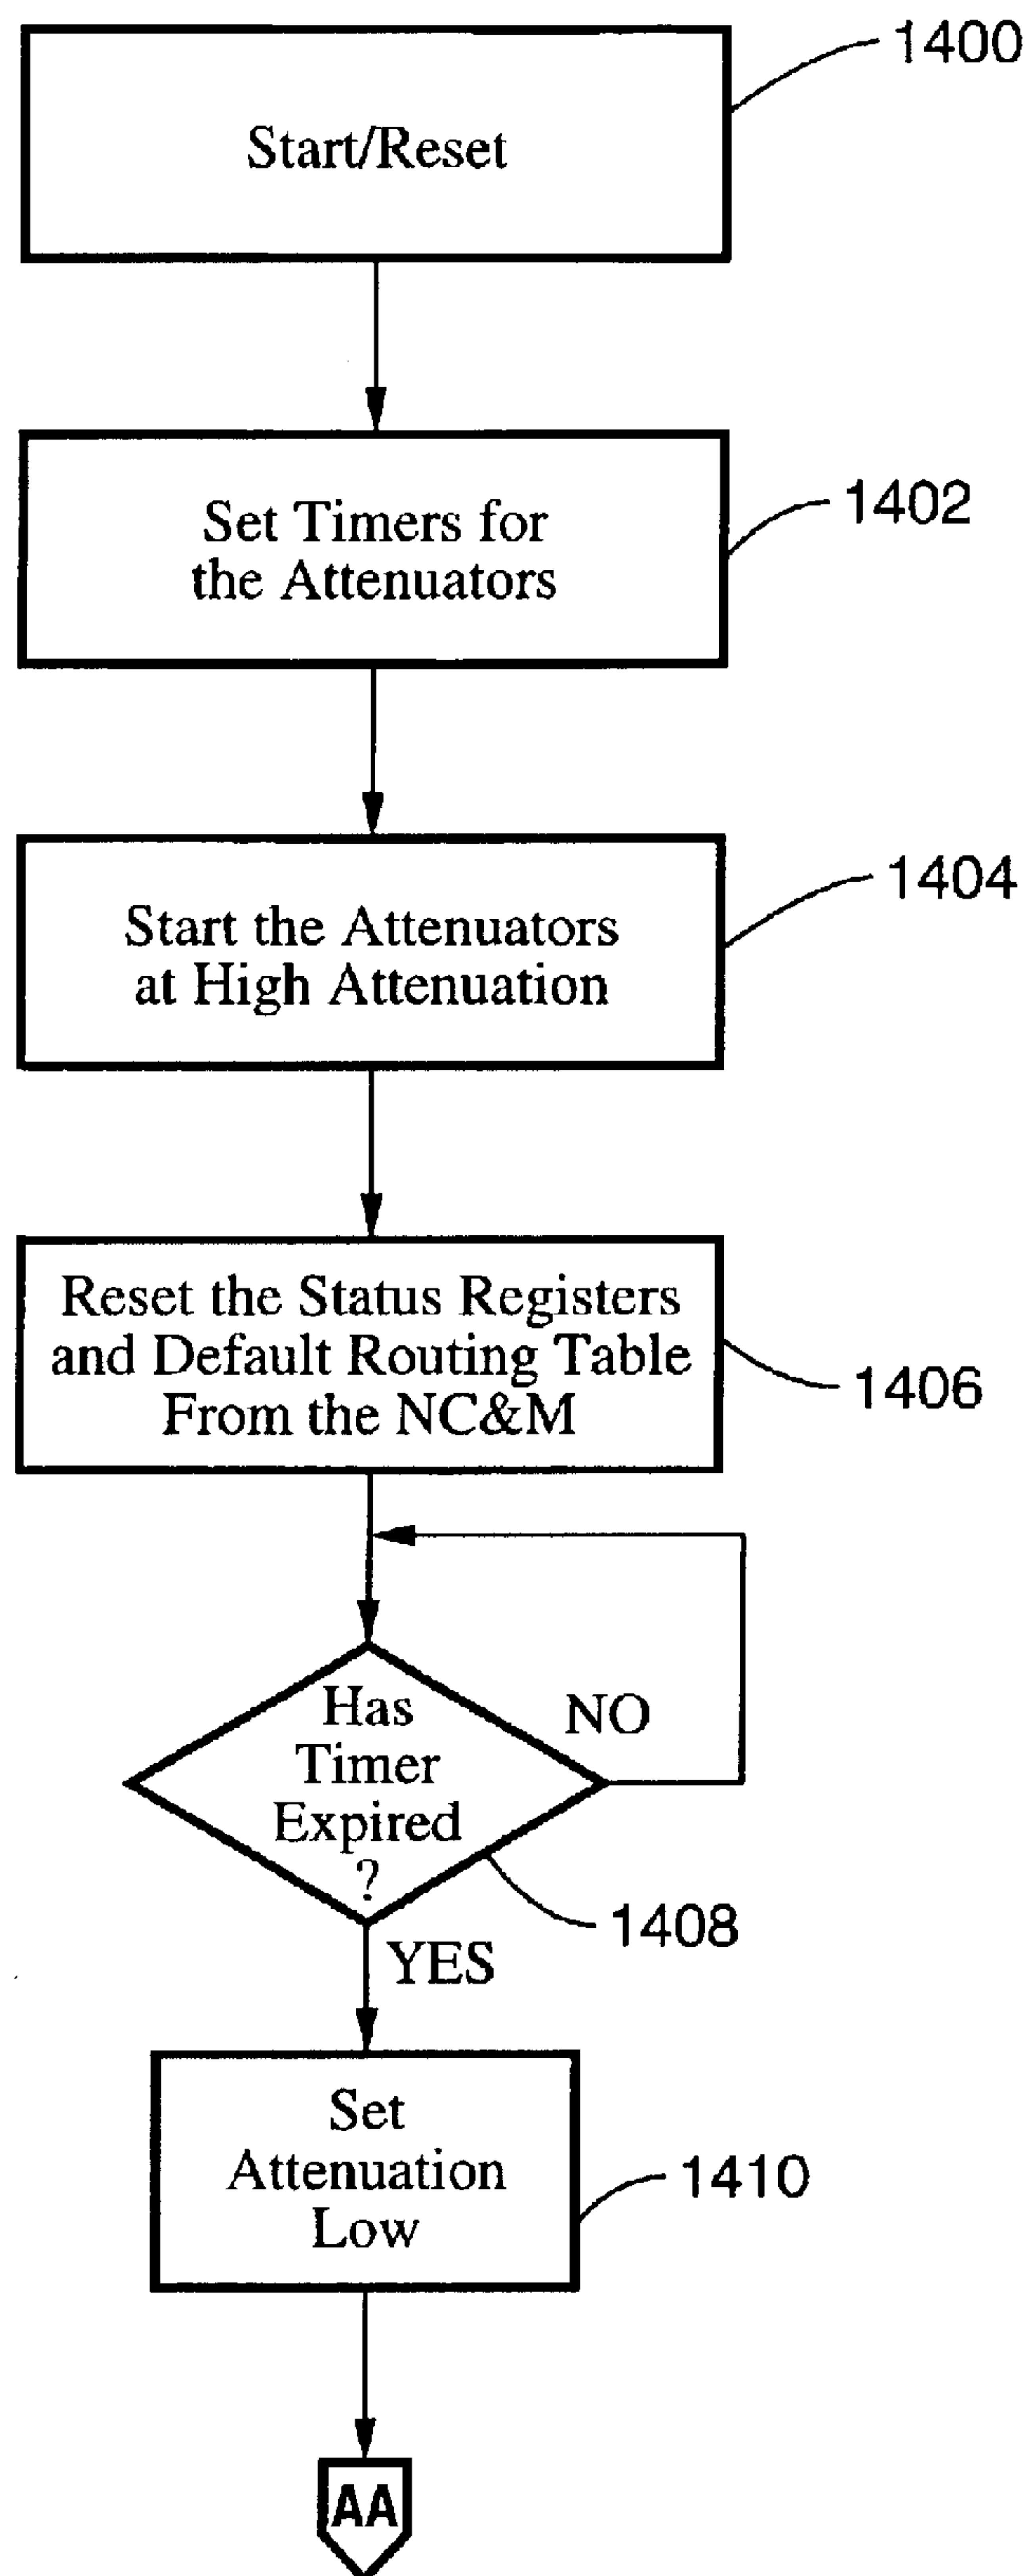 1400
Start/Reset
1402
Set Timers for
the Attenuators
1404
Start the Attenuators
at High Attenuation
Reset the Status Registers
and Default Routing Table
From the NC&M
1406
Has
Timer
Expired
?
NO
1408
YES
Set
Attenuation
Low
1410
AA